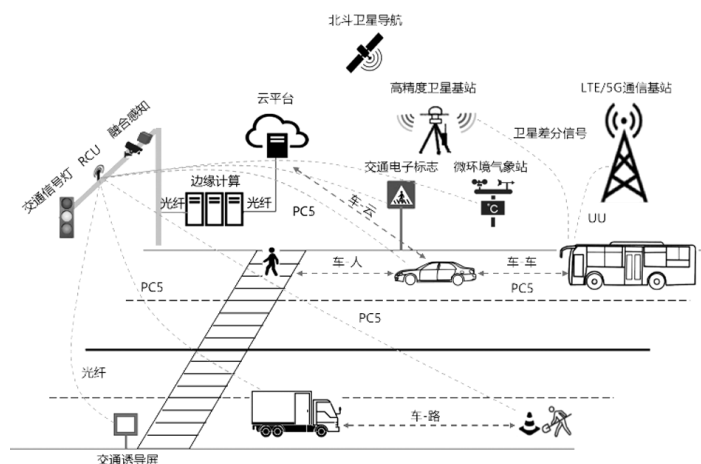 北斗卫星导航
高精度卫星基站
LTE/5G通信基站
云平台
融合感知
RCU
交通信号灯
卫星差分信号
交通电子标志
微环境气象站
边缘计算
光纤
光纤
PC5
车-云
℃
UU
车-人
车-车
PC5
PC5
PC5
光纤
车-路
交通诱导屏